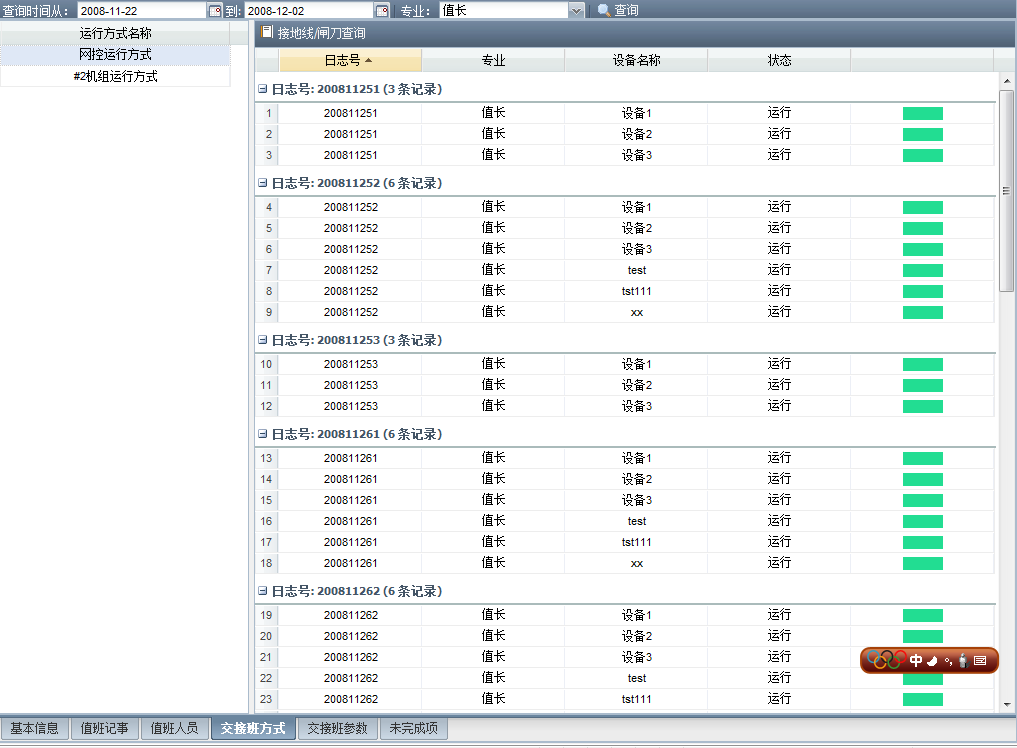 查询时间从： 2008-11-22 到: 2008-12-02 专业： 值长 查询
运行方式名称
网控运行方式
#2机组运行方式
接地线/闸刀查询
日志号 专业 设备名称 状态
日志号: 200811251 (3 条记录)
1 200811251 值长 设备1 运行
2 200811251 值长 设备2 运行
3 200811251 值长 设备3 运行
日志号: 200811252 (6 条记录)
4 200811252 值长 设备1 运行
5 200811252 值长 设备2 运行
6 200811252 值长 设备3 运行
7 200811252 值长 test 运行
8 200811252 值长 tst111 运行
9 200811252 值长 xx 运行
日志号: 200811253 (3 条记录)
10 200811253 值长 设备1 运行
11 200811253 值长 设备2 运行
12 200811253 值长 设备3 运行
日志号: 200811261 (6 条记录)
13 200811261 值长 设备1 运行
14 200811261 值长 设备2 运行
15 200811261 值长 设备3 运行
16 200811261 值长 test 运行
17 200811261 值长 tst111 运行
18 200811261 值长 xx 运行
日志号: 200811262 (6 条记录)
19 200811262 值长 设备1 运行
20 200811262 值长 设备2 运行
21 200811262 值长 设备3 运行
22 200811262 值长 test 运行
23 200811262 值长 tst111 运行
中
基本信息 值班记事 值班人员 交接班方式 交接班参数 未完成项